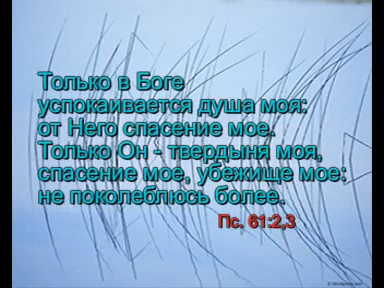 Только в Боге
успокаивается душа моя:
от Него спасение мое.
Только Он - твердыня моя,
спасение мое, убежище мое:
не поколеблюсь более.
Пс. 61:2,3